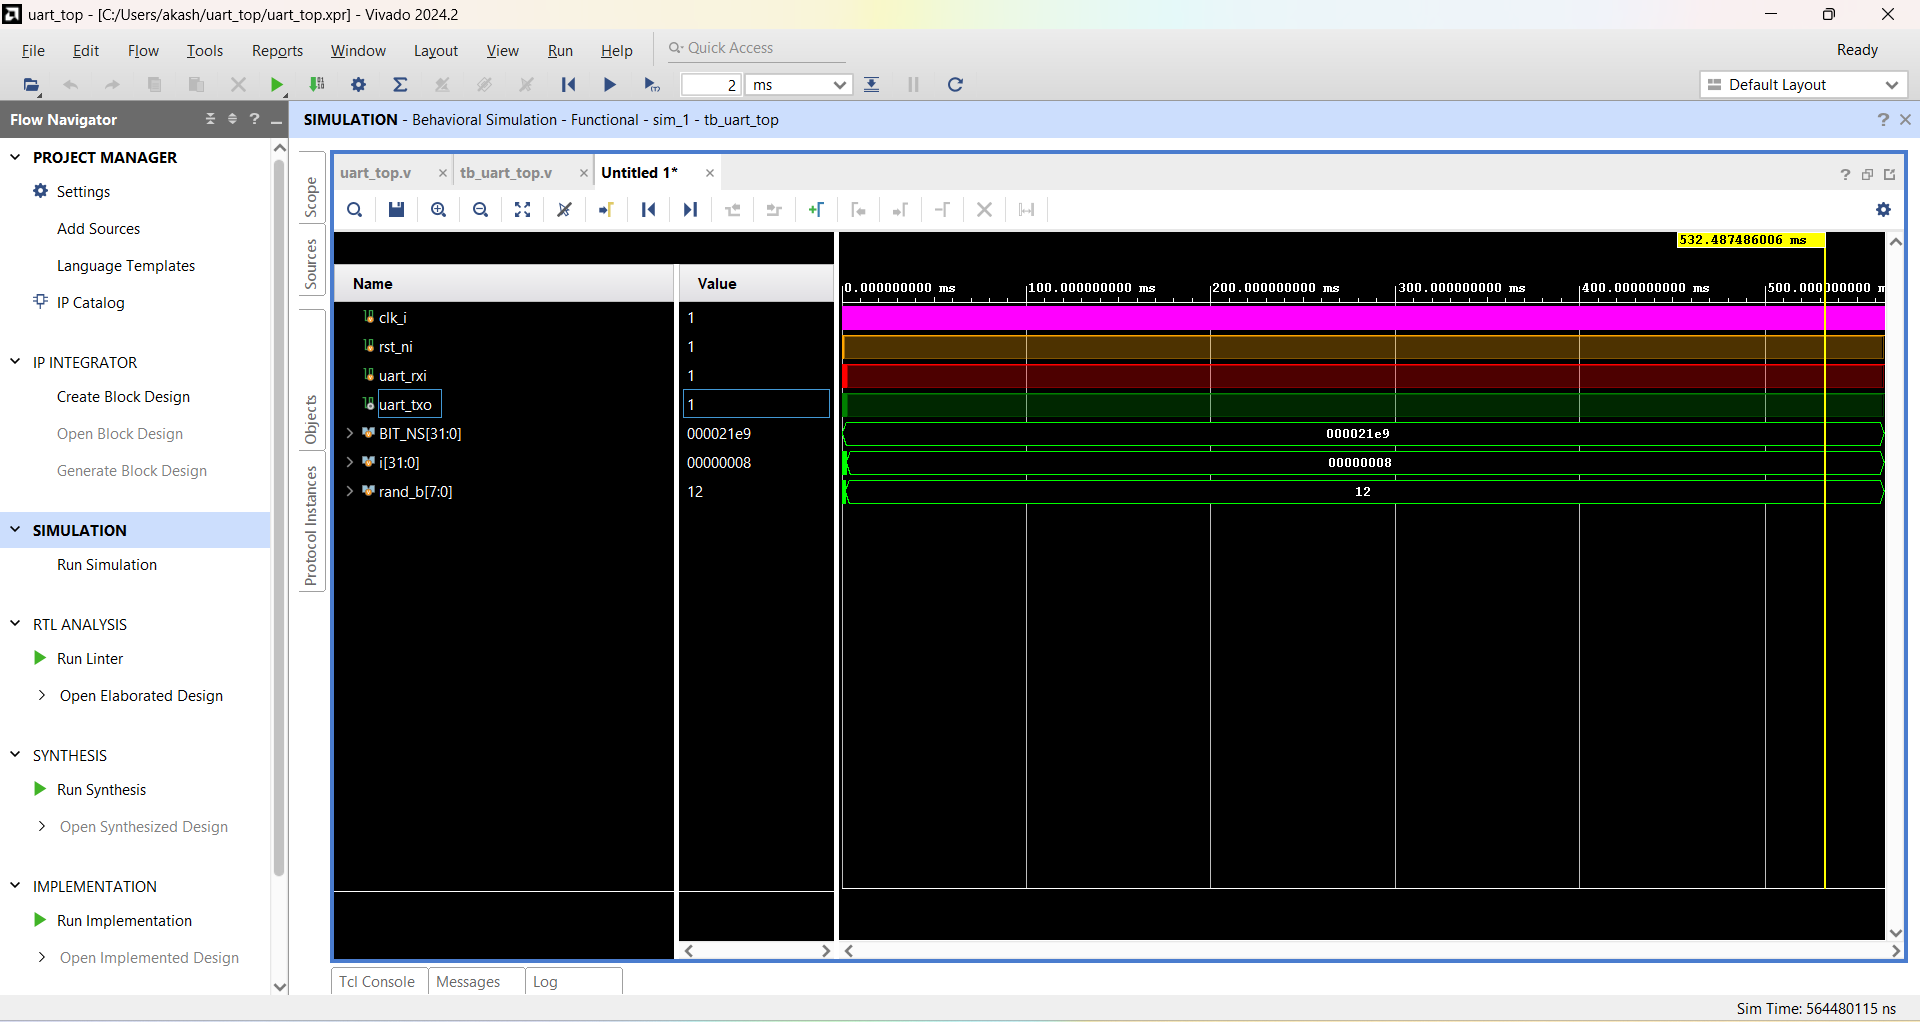 uart_top - [C:/Users/akash/uart_top/uart_top.xpr] - Vivado 2024.2
File Edit Flow Tools Reports Window Layout View Run Help Quick Access Ready
2 ms Default Layout
Flow Navigator
SIMULATION - Behavioral Simulation - Functional - sim_1 - tb_uart_top
PROJECT MANAGER
Settings
Add Sources
Language Templates
IP Catalog
IP INTEGRATOR
Create Block Design
Open Block Design
Generate Block Design
SIMULATION
Run Simulation
RTL ANALYSIS
Run Linter
Open Elaborated Design
SYNTHESIS
Run Synthesis
Open Synthesized Design
IMPLEMENTATION
Run Implementation
Open Implemented Design
Scope
Sources
Objects
Protocol Instances
uart_top.v tb_uart_top.v Untitled 1*
532.487486006 ms
Name Value
0.000000000 ms 100.000000000 ms 200.000000000 ms 300.000000000 ms 400.000000000 ms 500.000000000 m
clk_i 1
rst_ni 1
uart_rxi 1
uart_txo 1
BIT_NS[31:0] 000021e9 000021e9
i[31:0] 00000008 00000008
rand_b[7:0] 12 12
Tcl Console Messages Log
Sim Time: 564480115 ns